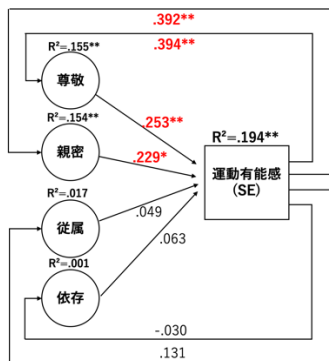 .392**
.394**
R²=.155**
尊敬
.253**
R²=.154**
親密
.229*
R²=.194**
運動有能感
(SE)
R²=.017
従属
.049
.063
R²=.001
依存
-.030
.131